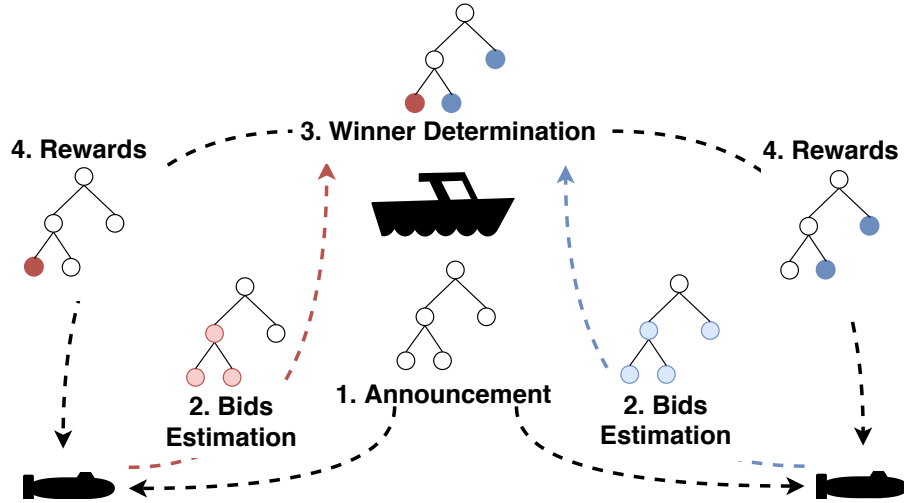 3. Winner Determination
4. Rewards
4. Rewards
1. Announcement
2. Bids
Estimation
2. Bids
Estimation